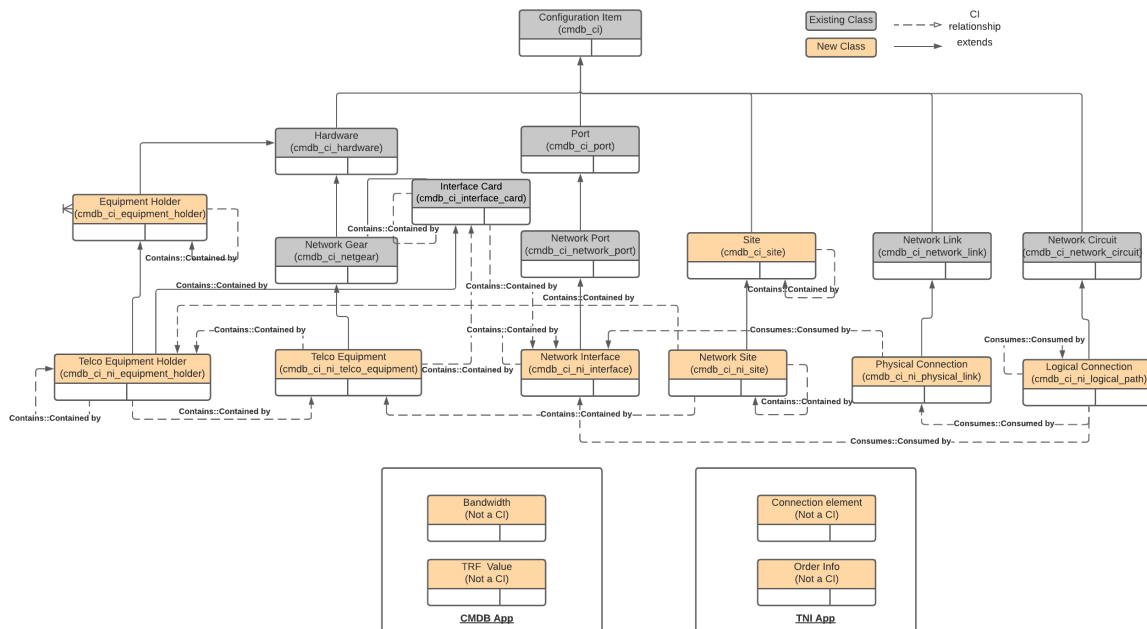 Configuration Item
(cmdb_ci)
Existing Class
CI
relationship
New Class
extends
Hardware
(cmdb_ci_hardware)
Port
(cmdb_ci_port)
Interface Card
(cmdb_ci_interface_card)
Equipment Holder
(cmdb_ci_equipment_holder)
Contains::Contained by
Network Gear
(cmdb_ci_netgear)
Network Port
(cmdb_ci_network_port)
Site
(cmdb_ci_site)
Network Link
(cmdb_ci_network_link)
Network Circuit
(cmdb_ci_network_circuit)
Contains::Contained by
Contains::Contained by
Contains::Contained by
Contains::Contained by
Contains::Contained by
Contains::Contained by
Contains::Contained by
Consumes::Consumed by
Consumes::Consumed by
Telco Equipment Holder
(cmdb_ci_ni_equipment_holder)
Telco Equipment
(cmdb_ci_ni_telco_equipment)
Contains::Contained by
Network Interface
(cmdb_ci_ni_interface)
Network Site
(cmdb_ci_ni_site)
Physical Connection
(cmdb_ci_ni_physical_link)
Logical Connection
(cmdb_ci_ni_logical_path)
Contains::Contained by
Contains::Contained by
Contains::Contained by
Contains::Contained by
Consumes::Consumed by
Consumes::Consumed by
Bandwidth
(Not a CI)
TRF Value
(Not a CI)
CMDB App
Connection element
(Not a CI)
Order Info
(Not a CI)
TNI App